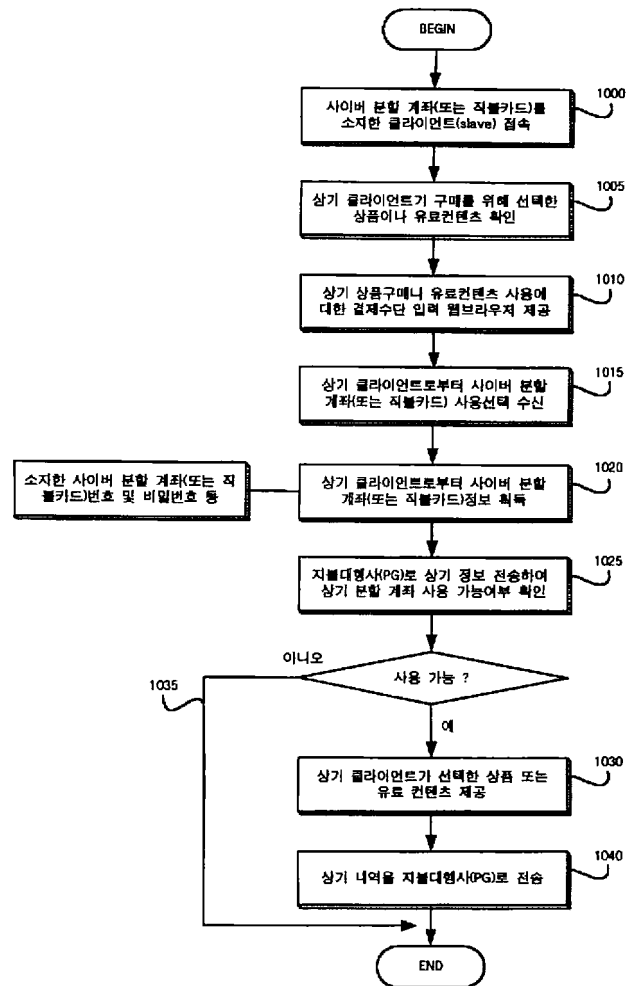 BEGIN
사이버 분할 계좌(또는 직불카드)를
소지한 클라이언트(slave) 접속
1000
상기 클라이언트기 구매를 위해 선택한
상품이나 유료컨텐츠 확인
1005
상기 상품구매니 유료컨텐츠 사용에
대한 결제수단 입력 웹브라우저 제공
1010
상기 클라이언트로부터 사이버 분할
계좌(또는 직불카드) 사용선택 수신
1015
소지한 사이버 분할 계좌(또는 직
불카드)번호 및 비밀번호 등
상기 클라이언트로부터 사이버 분할
계좌(또는 직불카드)정보 획득
1020
지불대행사(PG)로 상기 정보 전송하여
상기 분할 계좌 사용 가능여부 확인
1025
아니오
사용 가능 ?
1035
예
상기 클라이언트가 선택한 상품 또는
유료 컨텐츠 제공
1030
상기 내역을 지불대행사(PG)로 전송
1040
END